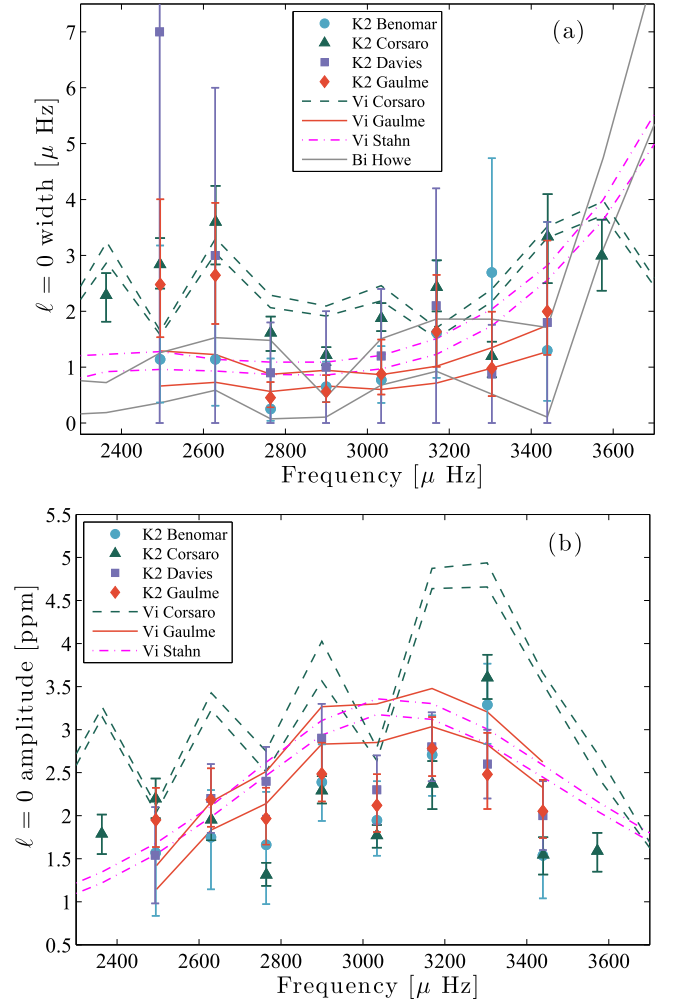 7
6
5
4
3
2
1
0
ℓ = 0 width [μ Hz]
K2 Benomar
K2 Corsaro
K2 Davies
K2 Gaulme
Vi Corsaro
Vi Gaulme
Vi Stahn
Bi Howe
(a)
2400 2600 2800 3000 3200 3400 3600
Frequency [μ Hz]
5.5
5
4.5
4
3.5
3
2.5
2
1.5
1
0.5
ℓ = 0 amplitude [ppm]
K2 Benomar
K2 Corsaro
K2 Davies
K2 Gaulme
Vi Corsaro
Vi Gaulme
Vi Stahn
(b)
2400 2600 2800 3000 3200 3400 3600
Frequency [μ Hz]